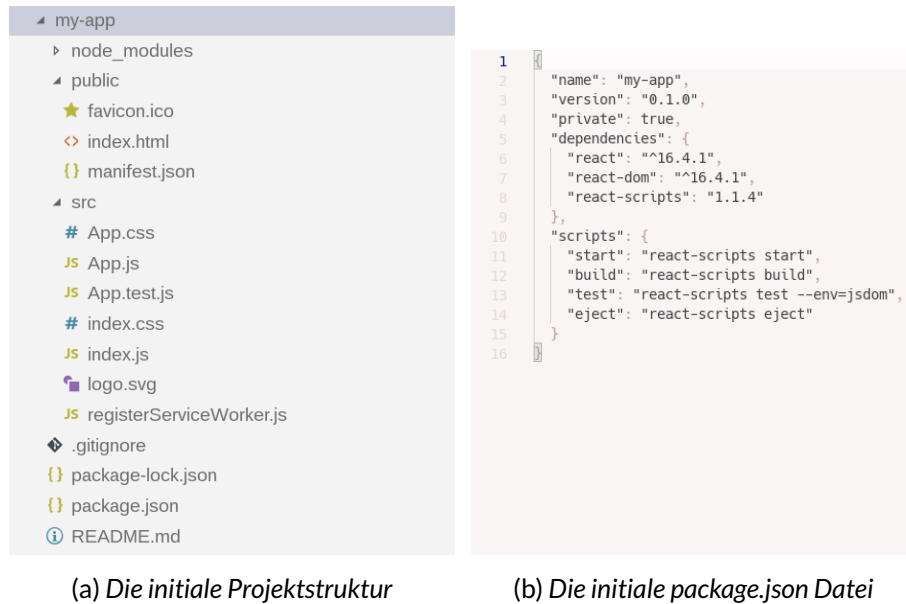 my-app
node_modules
public
favicon.ico
index.html
manifest.json
src
App.css
App.js
App.test.js
index.css
index.js
logo.svg
registerServiceWorker.js
.gitignore
package-lock.json
package.json
README.md
(a) Die initiale Projektstruktur
1 {
2 "name": "my-app",
3 "version": "0.1.0",
4 "private": true,
5 "dependencies": {
6 "react": "^16.4.1",
7 "react-dom": "^16.4.1",
8 "react-scripts": "1.1.4"
9 },
10 "scripts": {
11 "start": "react-scripts start",
12 "build": "react-scripts build",
13 "test": "react-scripts test --env=jsdom",
14 "eject": "react-scripts eject"
15 }
16 }
(b) Die initiale package.json Datei